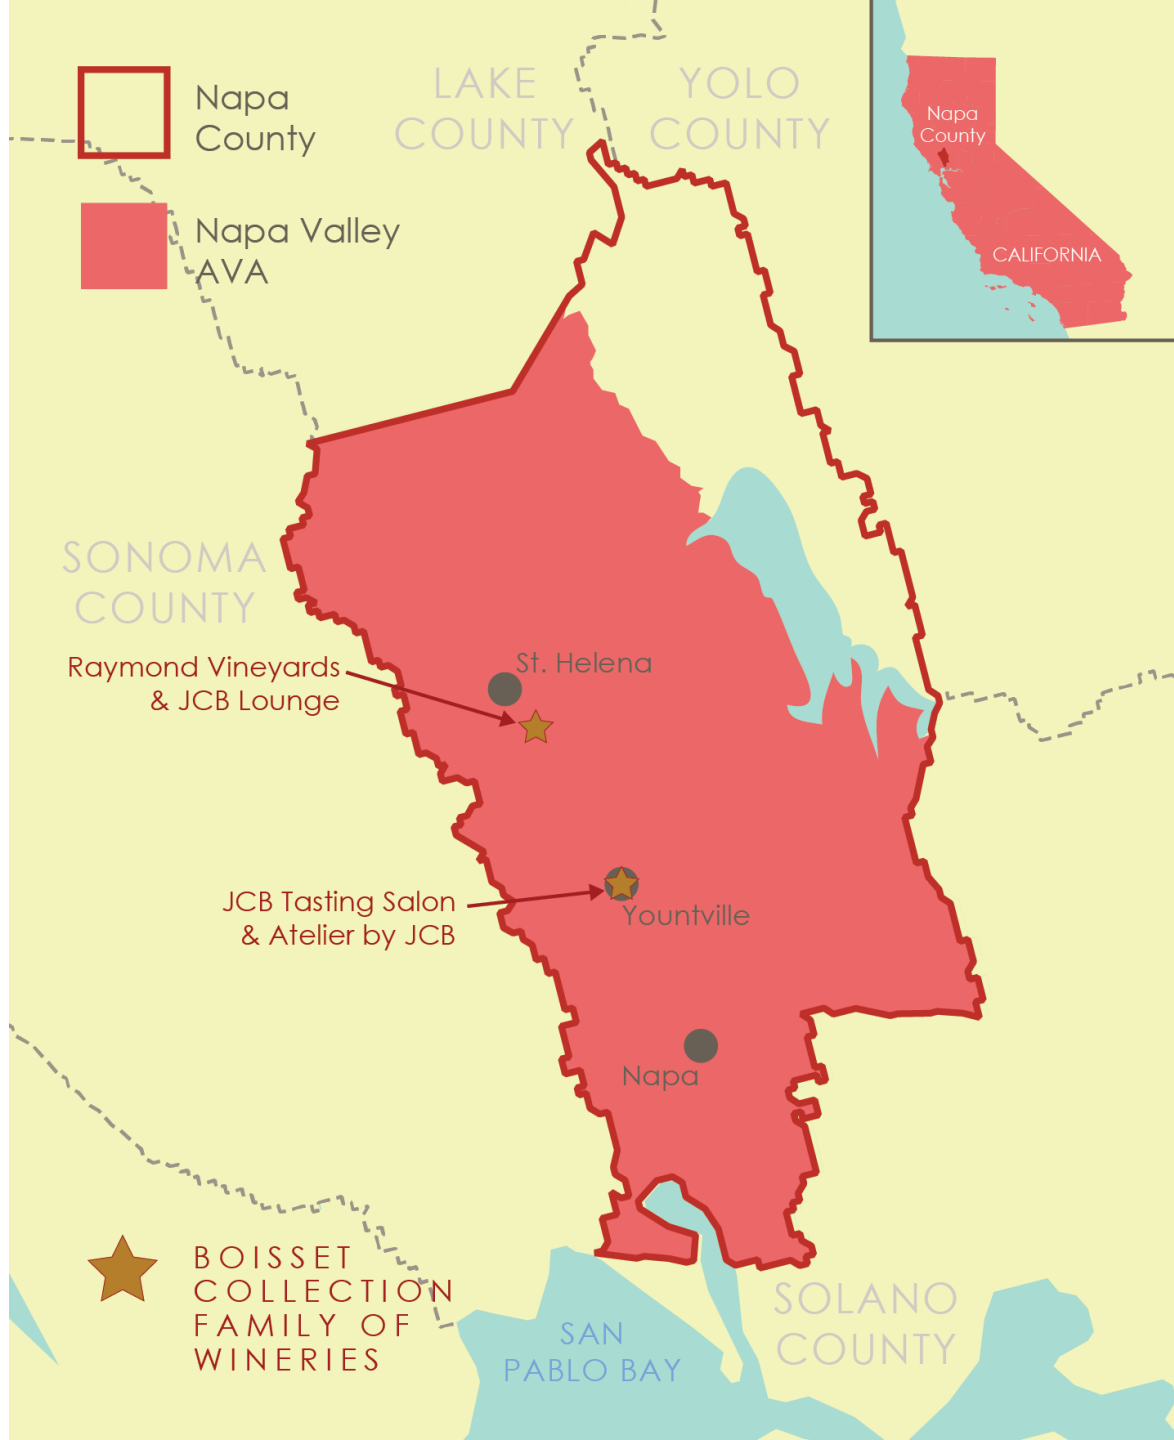 LAKE
COUNTY
YOLO
COUNTY
Napa
County
Napa Valley
AVA
Napa
County
CALIFORNIA
SONOMA
COUNTY
St. Helena
Raymond Vineyards
& JCB Lounge
JCB Tasting Salon
& Atelier by JCB
Yountville
Napa
BOISSET
COLLECTION
FAMILY OF
WINERIES
SAN
PABLO BAY
SOLANO
COUNTY